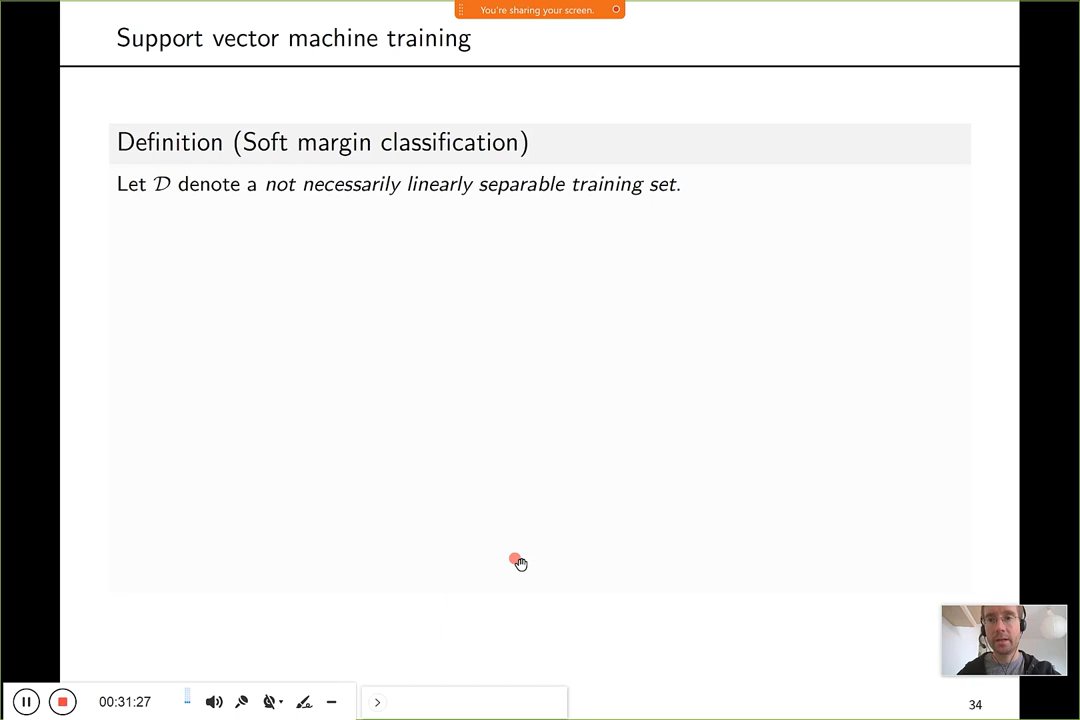 You're sharing your screen.
Support vector machine training
Definition (Soft margin classification)
Let 𝒟 denote a not necessarily linearly separable training set.
00:31:27
34